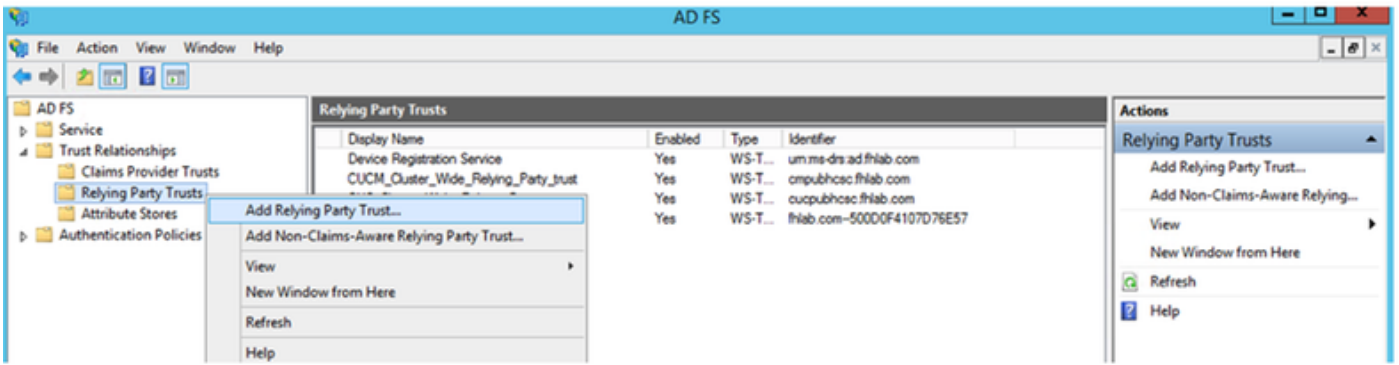 AD FS
File Action View Window Help
AD FS
Service
Trust Relationships
Claims Provider Trusts
Relying Party Trusts
Attribute Stores
Authentication Policies
Relying Party Trusts
Display Name Enabled Type Identifier
Device Registration Service Yes WS-T... urn:ms-drs:ad.fhlab.com
CUCM_Cluster_Wide_Relying_Party_trust Yes WS-T... cmpubhcsc.fhlab.com
Yes WS-T... cucpubhcsc.fhlab.com
Yes WS-T... fhlab.com-500D0F4107D76E57
Add Relying Party Trust...
Add Non-Claims-Aware Relying Party Trust...
View
New Window from Here
Refresh
Help
Actions
Relying Party Trusts
Add Relying Party Trust...
Add Non-Claims-Aware Relying...
View
New Window from Here
Refresh
Help